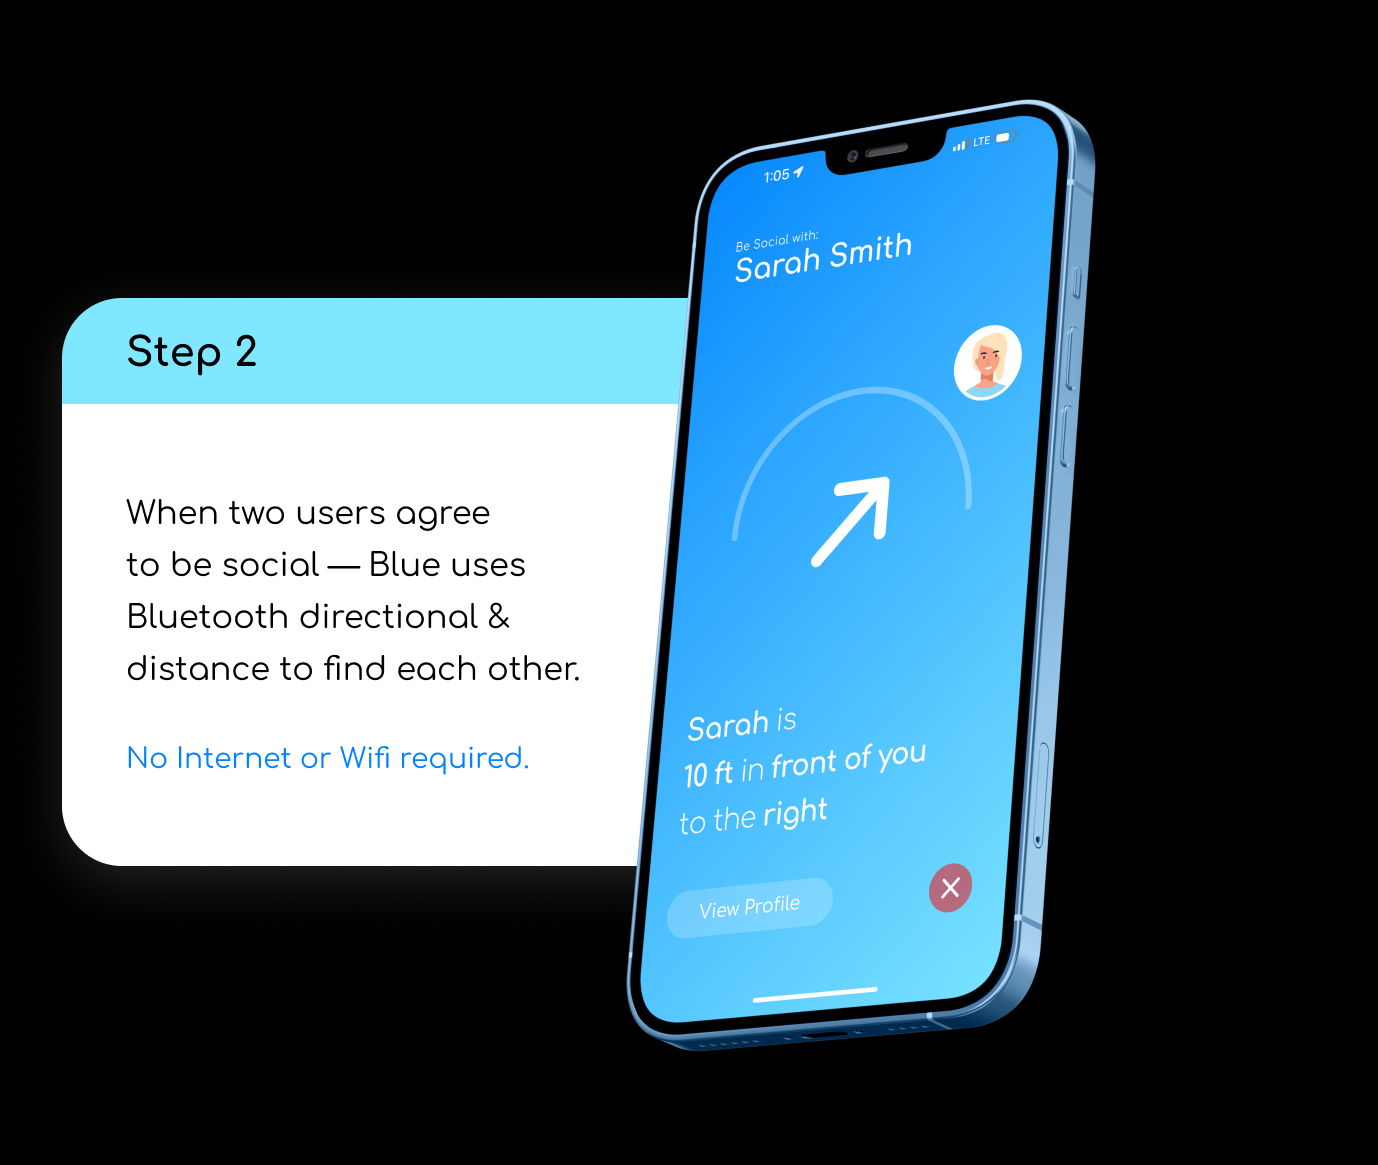 Step 2
When two users agree
to be social — Blue uses
Bluetooth directional &
distance to find each other.
No Internet or Wifi required.
1:05
LTE
Be Social with:
Sarah Smith
Sarah is
10 ft in front of you
to the right
View Profile